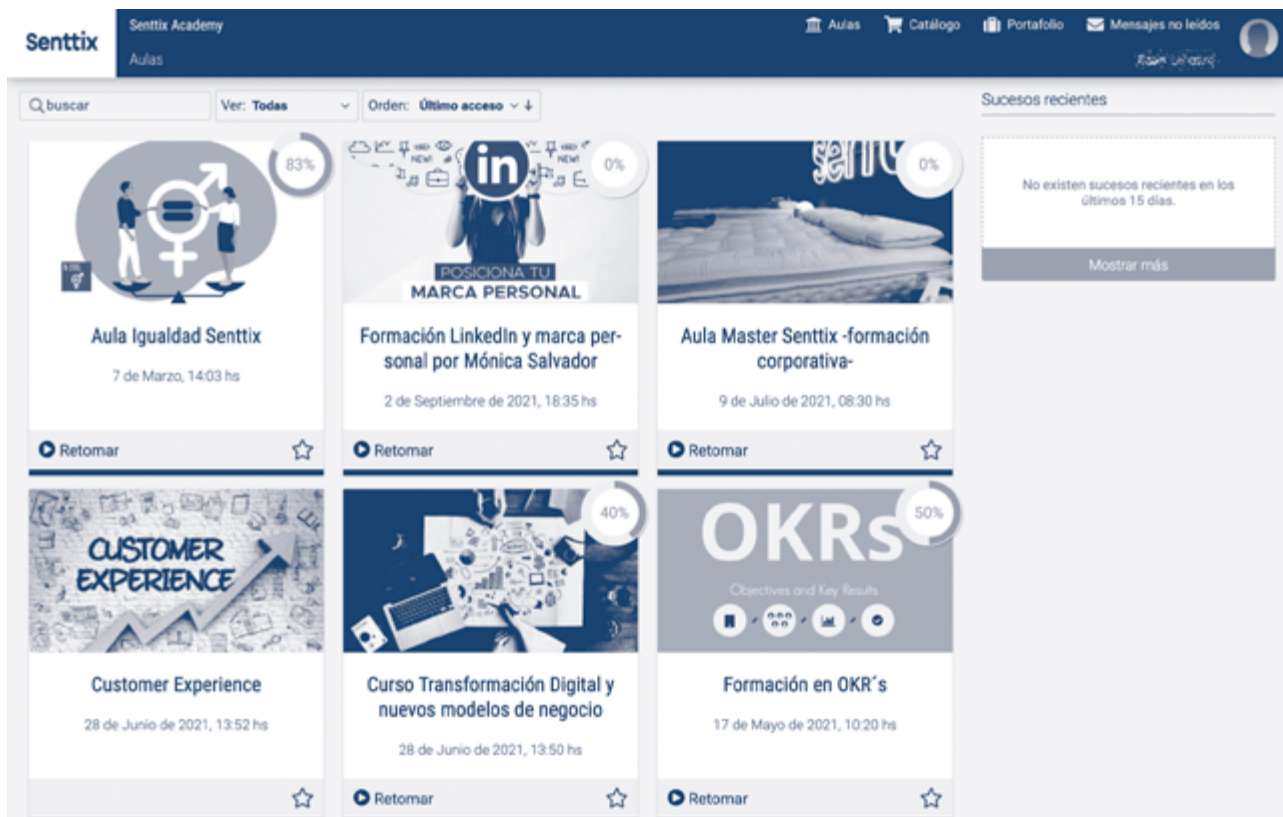 Senttix
Senttix Academy
Aulas
Aulas
Catálogo
Portafolio
Mensajes no leidos
buscar
Ver: Todas
Orden: Último acceso
Sucesos recientes
No existen sucesos recientes en los
últimos 15 días.
Mostrar más
83%
Aula Igualdad Senttix
7 de Marzo, 14:03 hs
Retomar
NEW!
NEW!
in
0%
POSICIONA TU
MARCA PERSONAL
Formación LinkedIn y marca per-
sonal por Mónica Salvador
2 de Septiembre de 2021, 18:35 hs
Retomar
0%
Aula Master Senttix -formación
corporativa-
9 de Julio de 2021, 08:30 hs
Retomar
CUSTOMER
EXPERIENCE
Customer Experience
28 de Junio de 2021, 13:52 hs
40%
Curso Transformación Digital y
nuevos modelos de negocio
28 de Junio de 2021, 13:50 hs
Retomar
OKRs
50%
Objectives and Key Results
Formación en OKR´s
17 de Mayo de 2021, 10:20 hs
Retomar